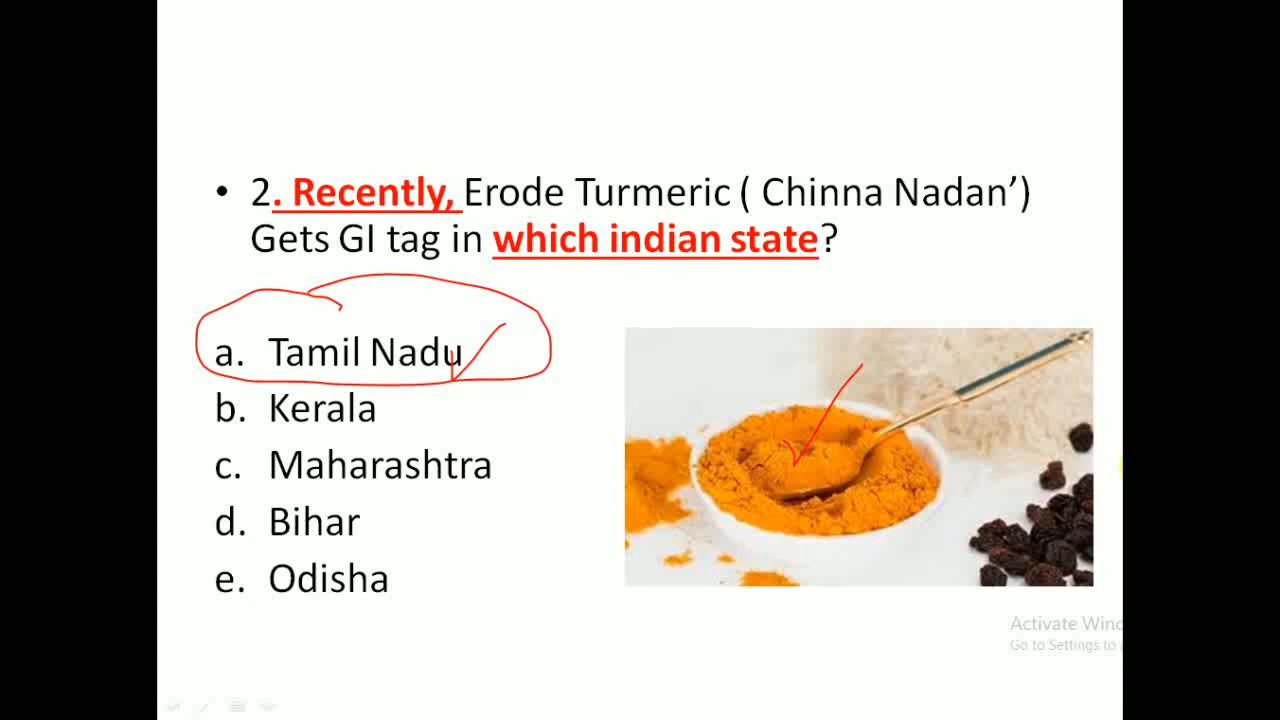 • 2. Recently, Erode Turmeric ( Chinna Nadan’)
Gets GI tag in which indian state?
a. Tamil Nadu
b. Kerala
c. Maharashtra
d. Bihar
e. Odisha
Activate Wind
Go to Settings to